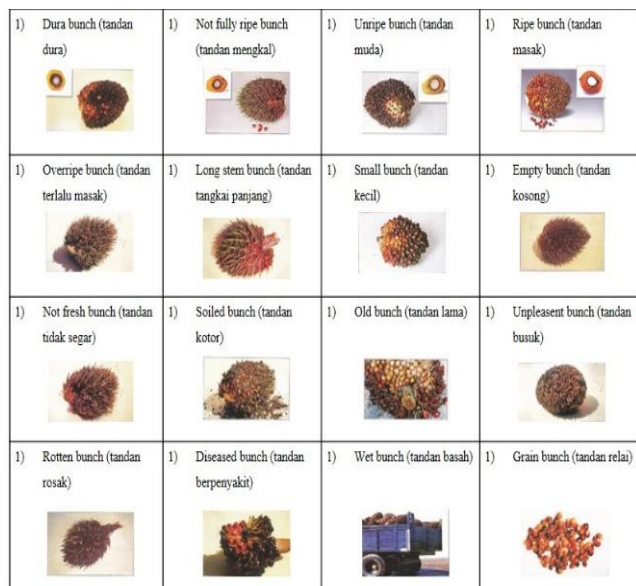 1) Dura bunch (tandan
dura)
1) Not fully ripe bunch
(tandan mengkal)
1) Unripe bunch (tandan
muda)
1) Ripe bunch (tandan
masak)
1) Overripe bunch (tandan
terlalu masak)
1) Long stem bunch (tandan
tangkai panjang)
1) Small bunch (tandan
kecil)
1) Empty bunch (tandan
kosong)
1) Not fresh bunch (tandan
tidak segar)
1) Soiled bunch (tandan
kotor)
1) Old bunch (tandan lama)
1) Unpleasent bunch (tandan
busuk)
1) Rotten bunch (tandan
rosak)
1) Diseased bunch (tandan
berpenyakit)
1) Wet bunch (tandan basah)
1) Grain bunch (tandan relai)